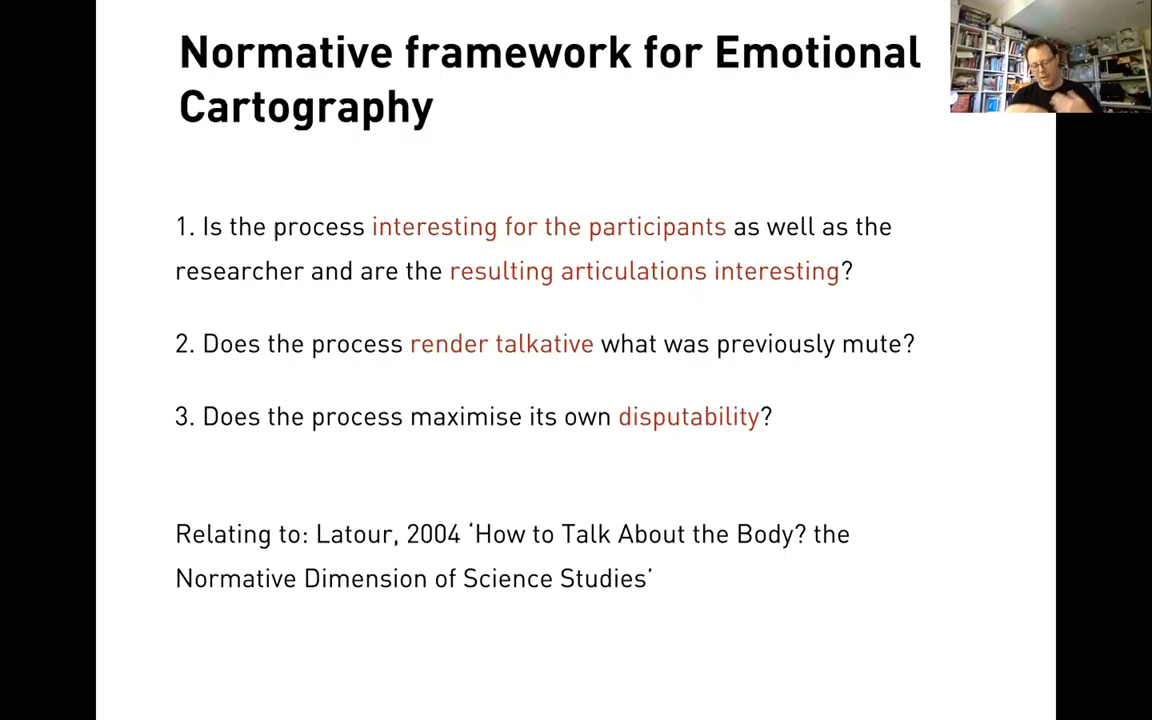 Normative framework for Emotional
Cartography
1. Is the process interesting for the participants as well as the
researcher and are the resulting articulations interesting?
2. Does the process render talkative what was previously mute?
3. Does the process maximise its own disputability?
Relating to: Latour, 2004 ‘How to Talk About the Body? the
Normative Dimension of Science Studies’